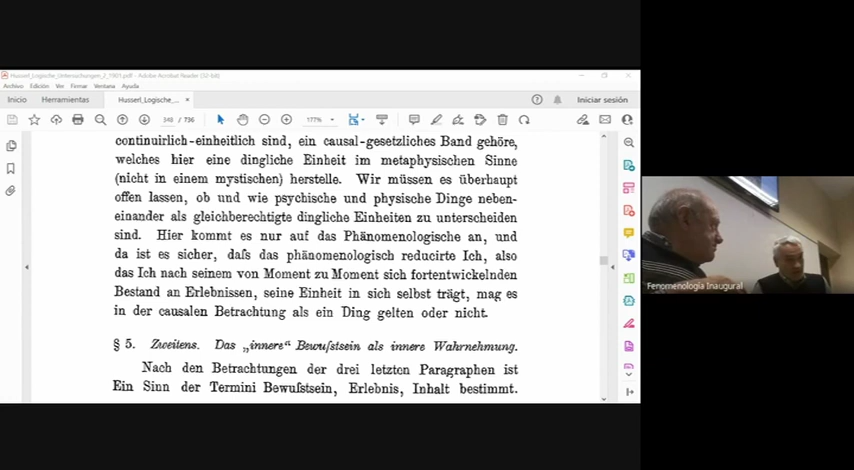 Husserl_Logische_Untersuchungen_2_1901.pdf - Adobe Acrobat Reader (32-bit)
Archivo Edición Ver Firmar Ventana Ayuda
Inicio Herramientas Husserl_Logische_... × Iniciar sesión
348 / 736 177%
continuirlich-einheitlich sind, ein causal-gesetzliches Band gehöre,
welches hier eine dingliche Einheit im metaphysischen Sinne
(nicht in einem mystischen) herstelle. Wir müssen es überhaupt
offen lassen, ob und wie psychische und physische Dinge neben-
einander als gleichberechtigte dingliche Einheiten zu unterscheiden
sind. Hier kommt es nur auf das Phänomenologische an, und
da ist es sicher, daſs das phänomenologisch reducirte Ich, also
das Ich nach seinem von Moment zu Moment sich fortentwickelnden
Bestand an Erlebnissen, seine Einheit in sich selbst trägt, mag es
in der causalen Betrachtung als ein Ding gelten oder nicht.
§ 5. Zweitens. Das „innere“ Bewuſstsein als innere Wahrnehmung.
Nach den Betrachtungen der drei letzton Paragraphen ist
Ein Sinn der Termini Bewuſstsein, Erlebnis, Inhalt bestimmt.
Fenomenología Inaugural